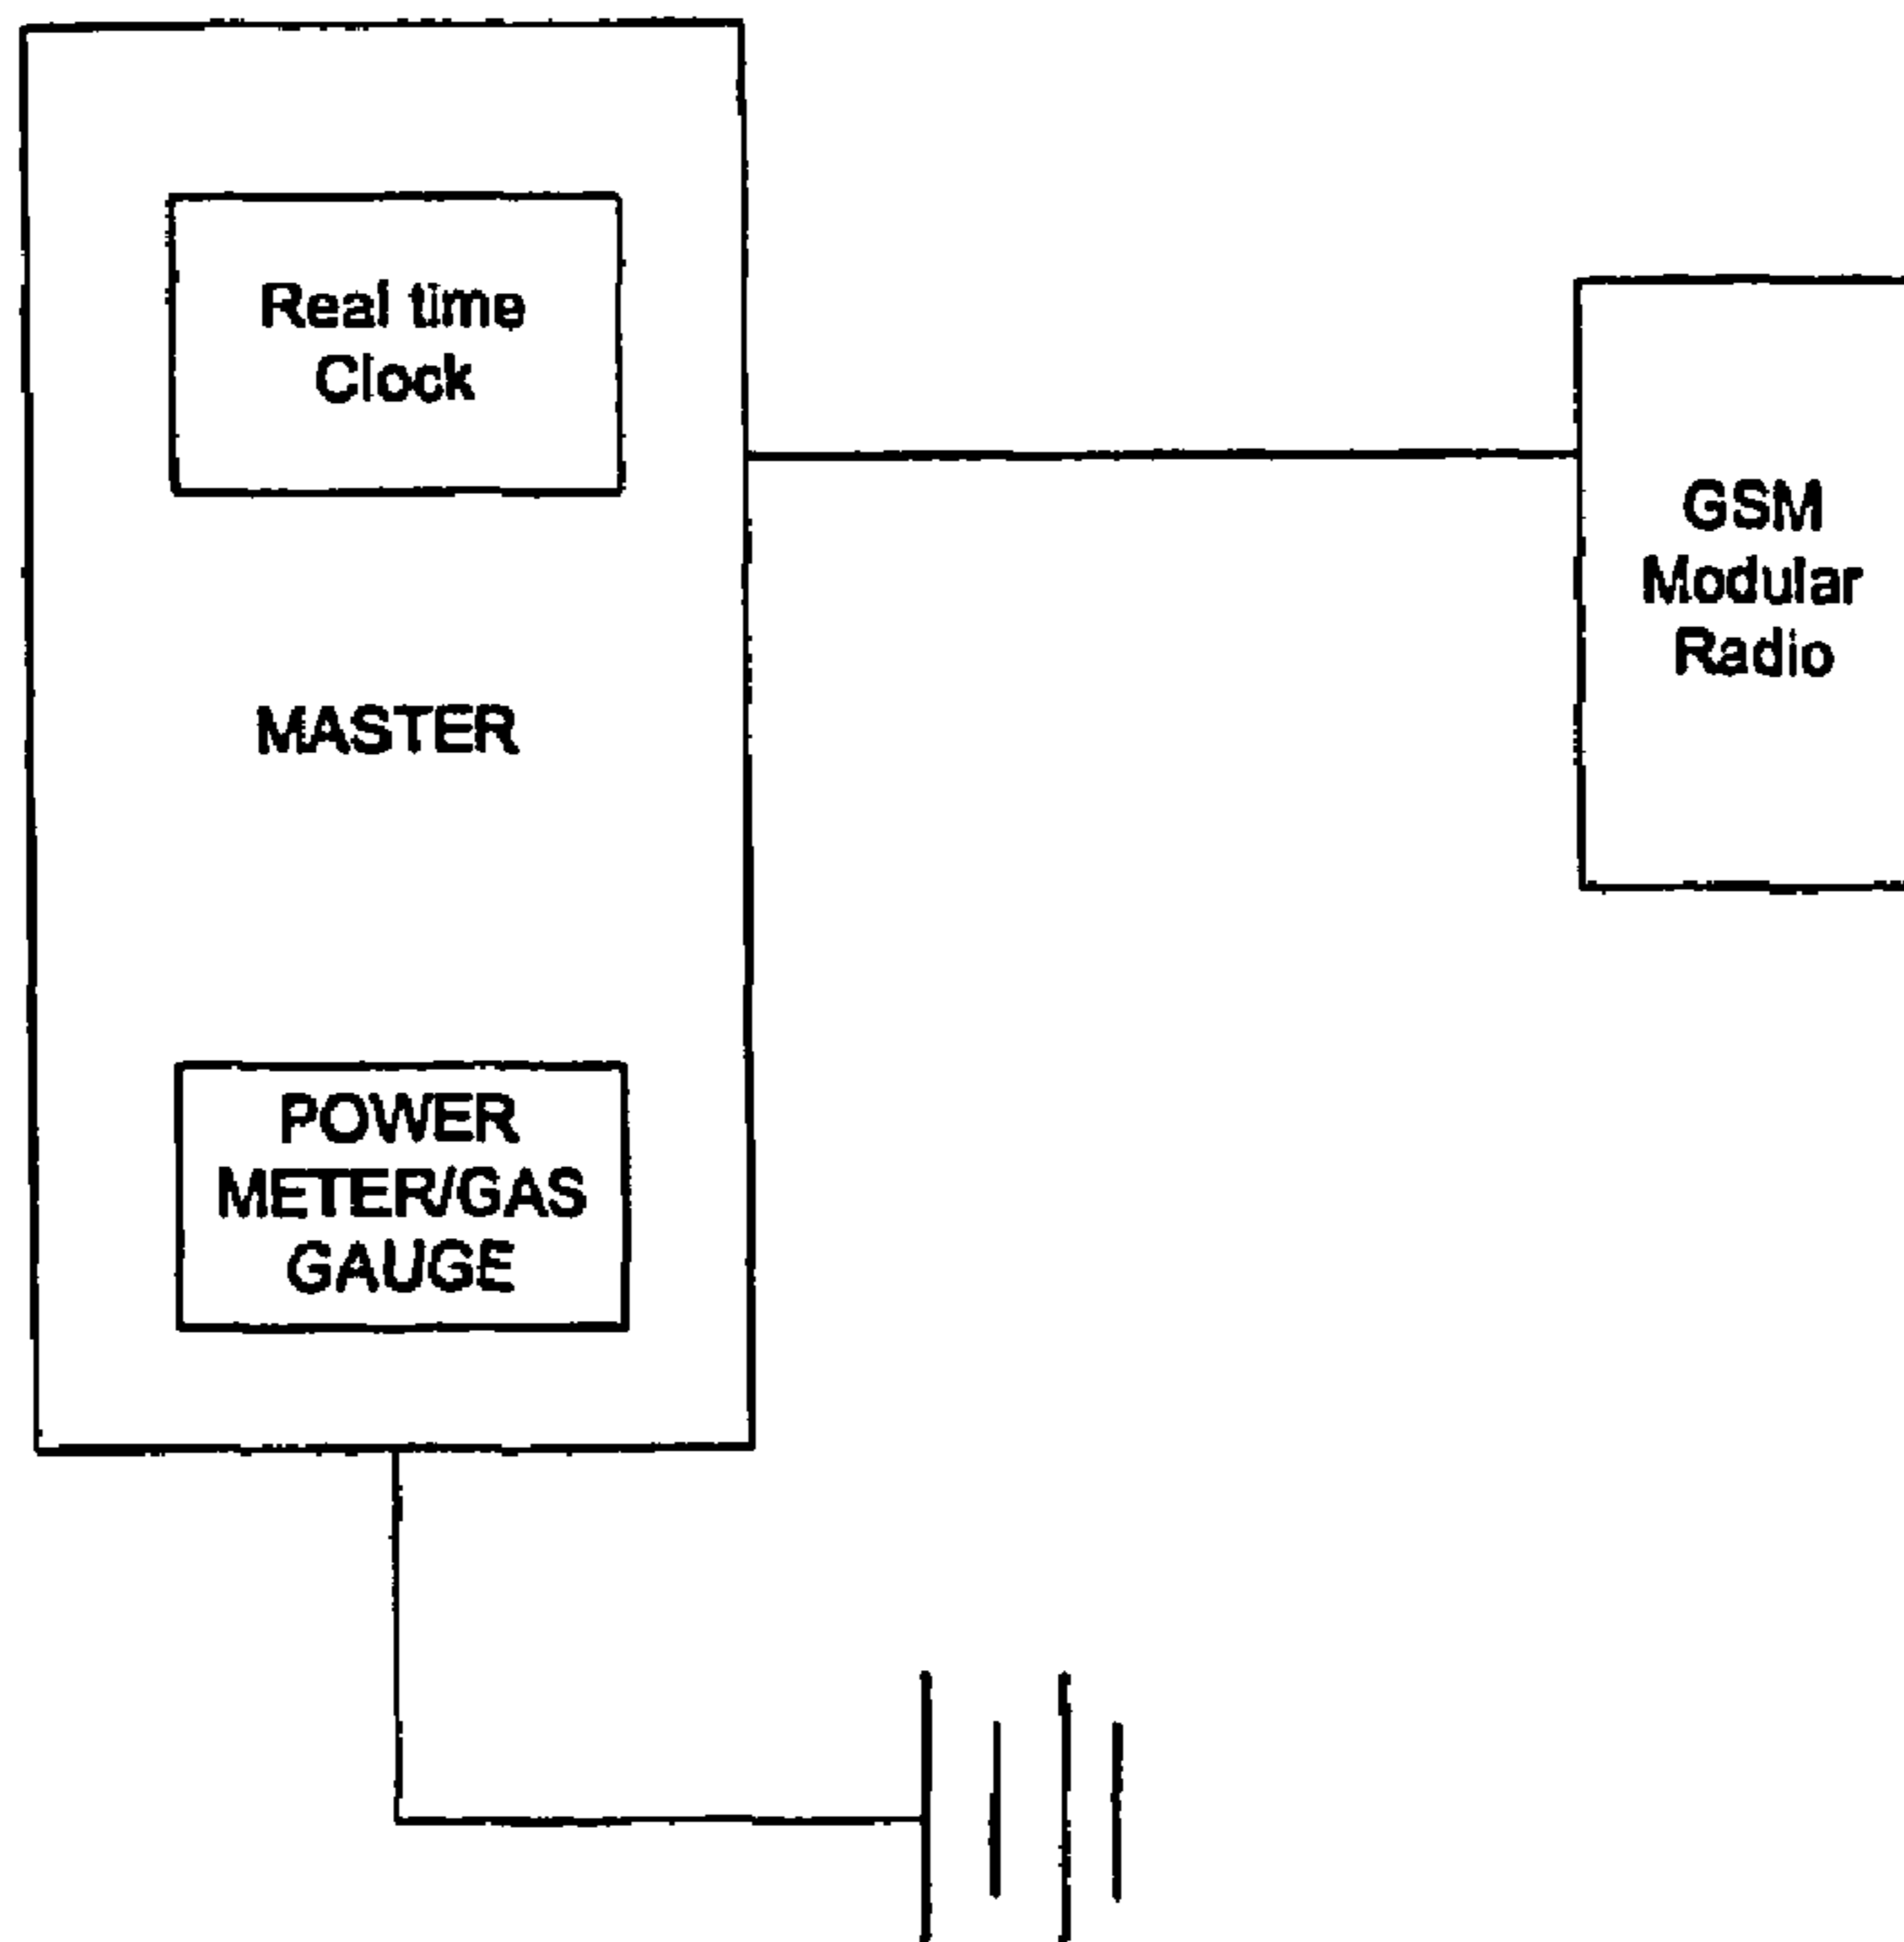 Real time
Clock
MASTER
POWER
METER/GAS
GAUGE
GSM
Modular
Radio